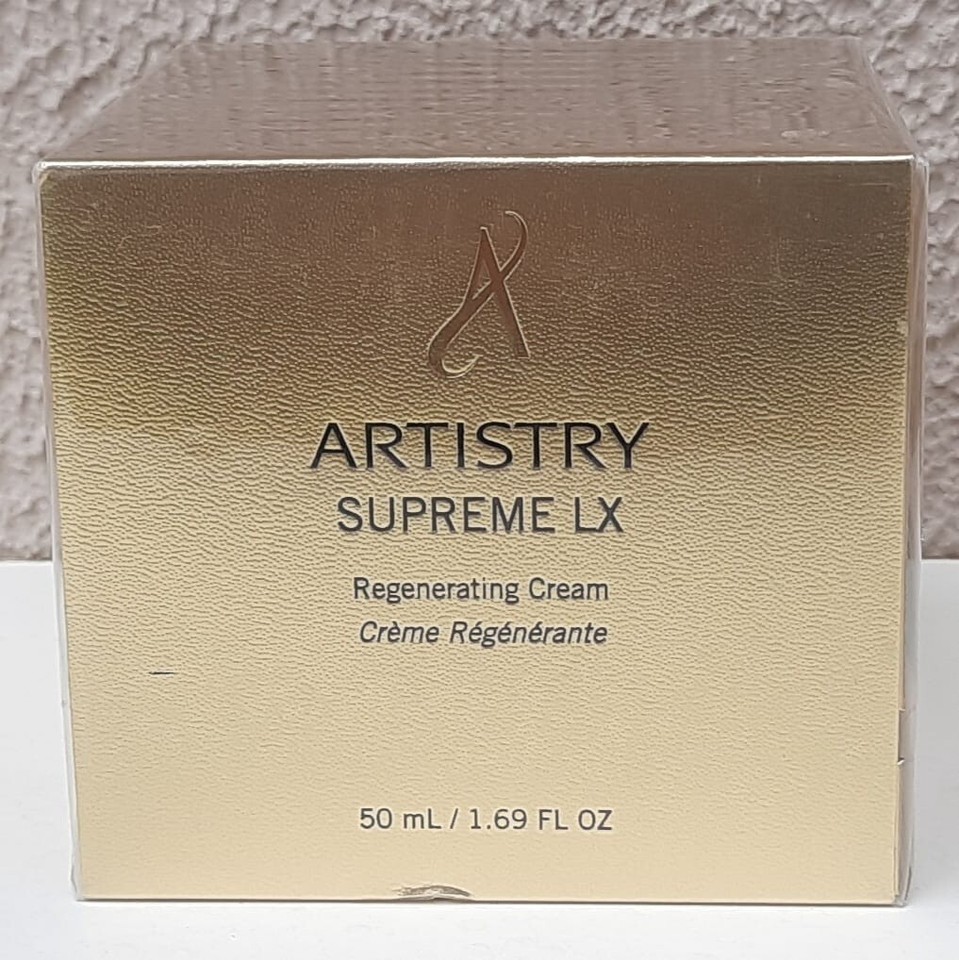 ARTISTRY
SUPREME LX
Regenerating Cream
Crème Régénérante
50 mL / 1.69 FL OZ